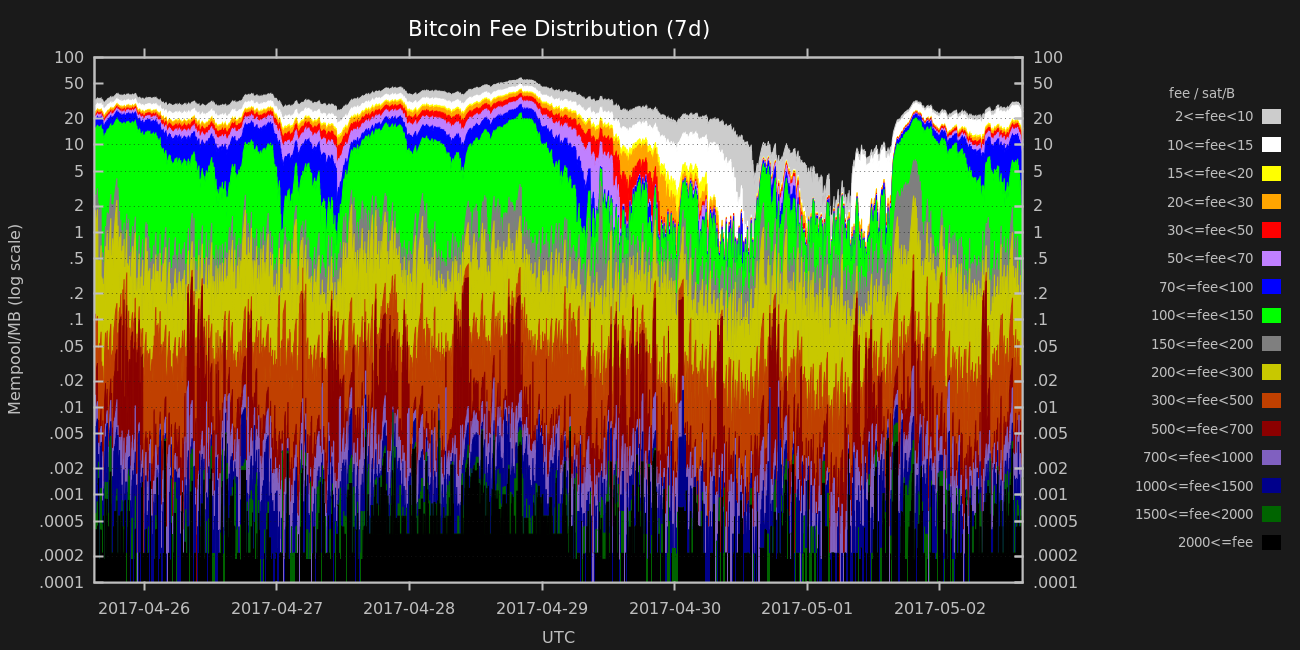 Bitcoin Fee Distribution (7d)
Mempool/MB (log scale)
100
50
20
10
5
2
1
.5
.2
.1
.05
.02
.01
.005
.002
.001
.0005
.0002
.0001
100
50
20
10
5
2
1
.5
.2
.1
.05
.02
.01
.005
.002
.001
.0005
.0002
.0001
2017-04-26 2017-04-27 2017-04-28 2017-04-29 2017-04-30 2017-05-01 2017-05-02
UTC
fee / sat/B
2<=fee<10
10<=fee<15
15<=fee<20
20<=fee<30
30<=fee<50
50<=fee<70
70<=fee<100
100<=fee<150
150<=fee<200
200<=fee<300
300<=fee<500
500<=fee<700
700<=fee<1000
1000<=fee<1500
1500<=fee<2000
2000<=fee